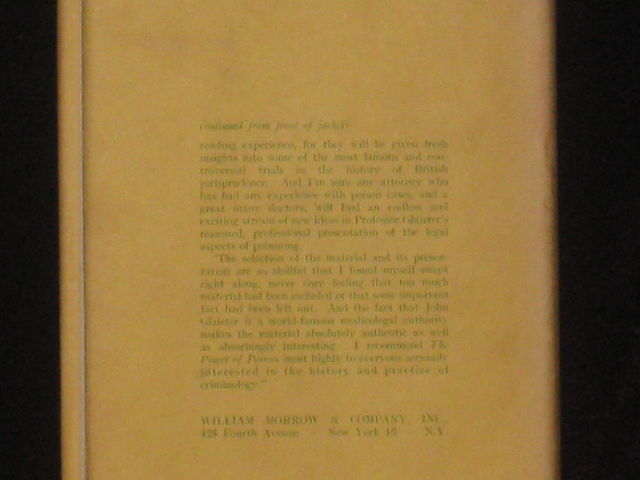 continued from front of jacket)
reading experience, for they will be given fresh
insights into some of the most famous and con-
troversial trials in the history of British
jurisprudence. And I'm sure any attorney who
has had any experience with poison cases, and a
great many doctors, will find an endless and
exciting stream of new ideas in Professor Glaister's
reasoned, professional presentation of the legal
aspects of poisoning.
"The selection of the material and its presen-
tation are so skillful that I found myself swept
right along, never once feeling that too much
material had been included or that some important
fact had been left out. And the fact that John
Glaister is a world-famous medicolegal authority
makes the material absolutely authentic as well
as absorbingly interesting. I recommend The
Power of Poison most highly to everyone seriously
interested in the history and practice of
criminology."
WILLIAM MORROW & COMPANY, INC.
425 Fourth Avenue - New York 16 - N.Y.